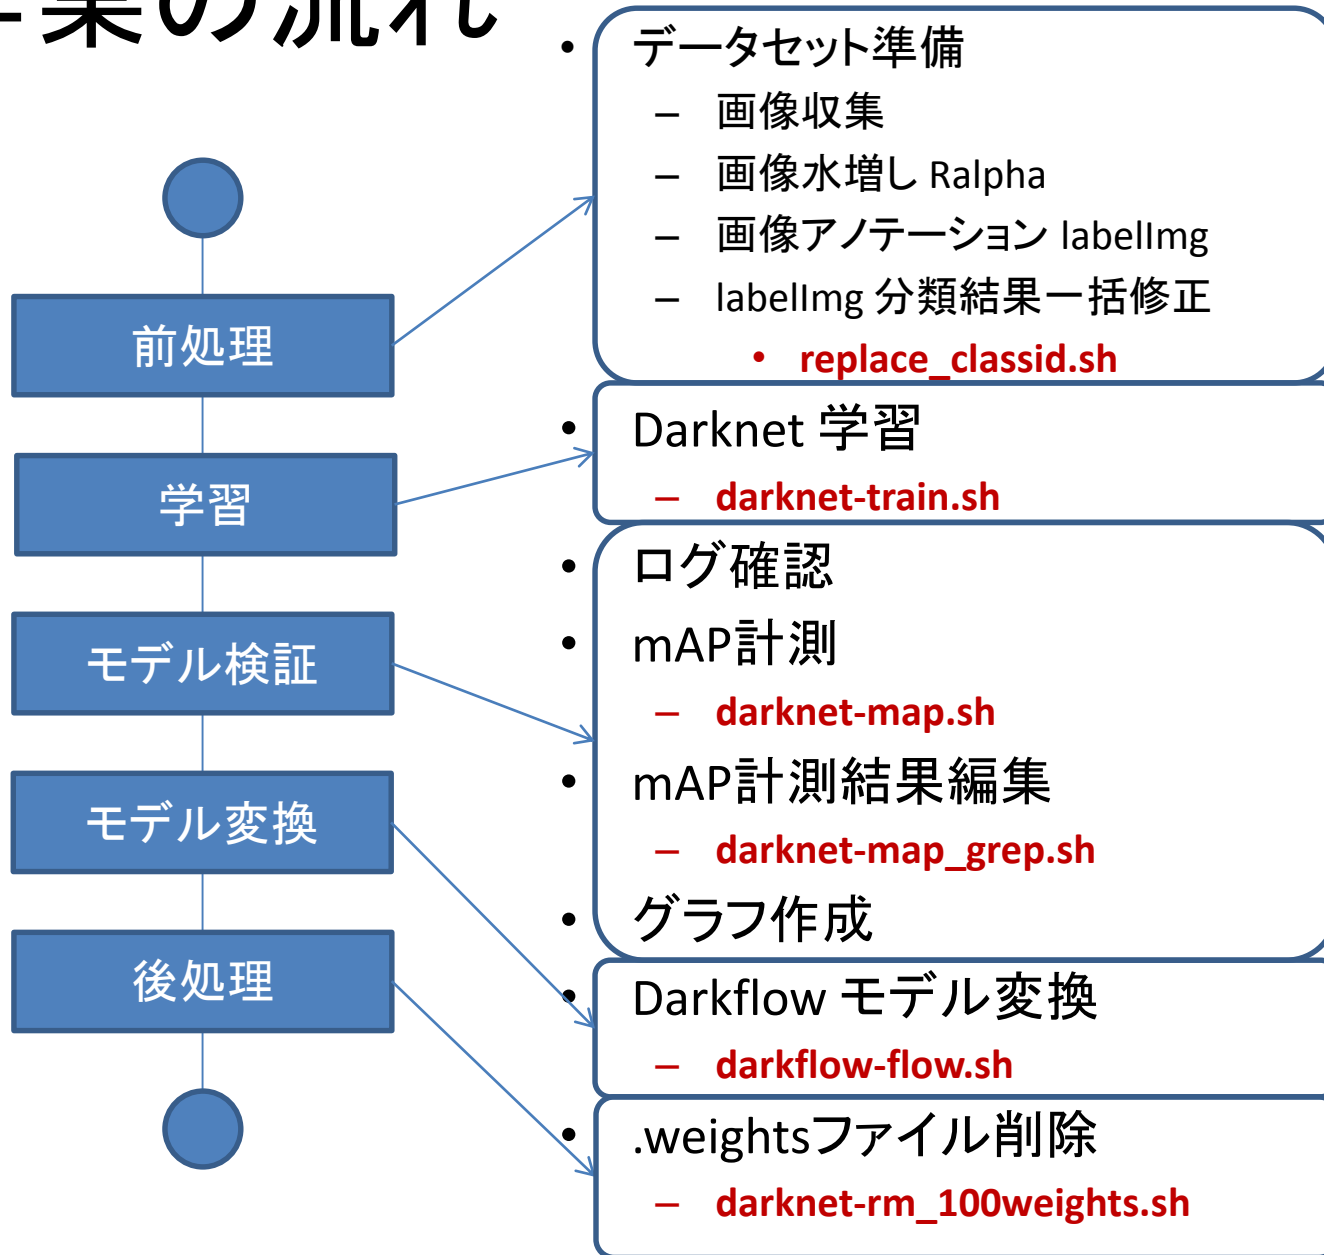 業の流れ
前処理
学習
モデル検証
モデル変換
後処理
• データセット準備
– 画像収集
– 画像水増し Ralpha
– 画像アノテーション labelImg
– labelImg 分類結果一括修正
• replace_classid.sh
• Darknet 学習
– darknet-train.sh
• ログ確認
• mAP計測
– darknet-map.sh
• mAP計測結果編集
– darknet-map_grep.sh
• グラフ作成
• Darkflow モデル変換
– darkflow-flow.sh
• .weightsファイル削除
– darknet-rm_100weights.sh